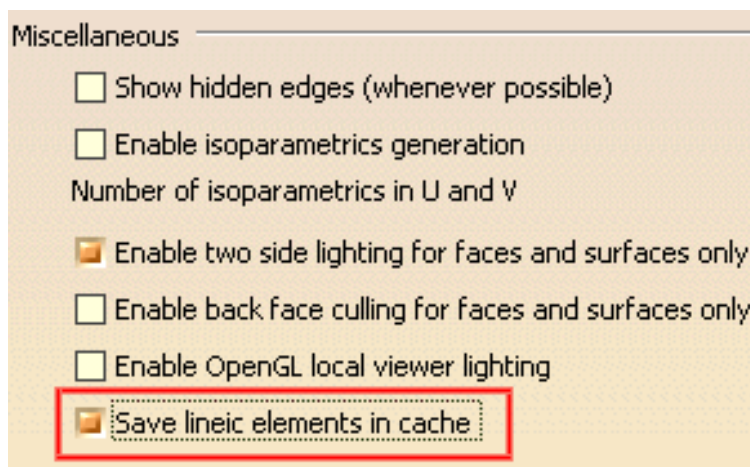 Miscellaneous
Show hidden edges (whenever possible)
Enable isoparametrics generation
Number of isoparametrics in U and V
Enable two side lighting for faces and surfaces only
Enable back face culling for faces and surfaces only
Enable OpenGL local viewer lighting
Save lineic elements in cache